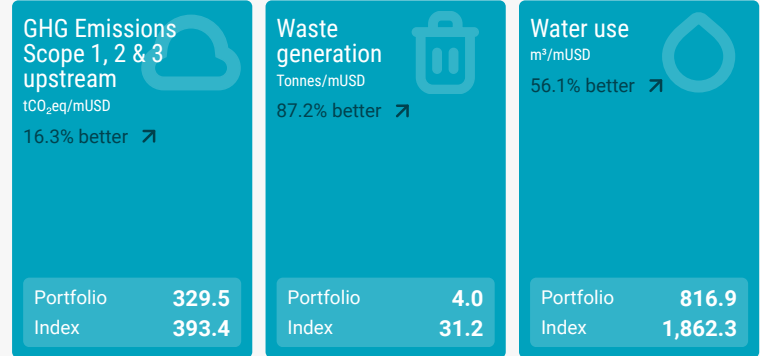 GHG Emissions
Scope 1, 2 & 3
upstream
tCO₂eq/mUSD
16.3% better
Portfolio 329.5
Index 393.4
Waste
generation
Tonnes/mUSD
87.2% better
Portfolio 4.0
Index 31.2
Water use
m³/mUSD
56.1% better
Portfolio 816.9
Index 1,862.3